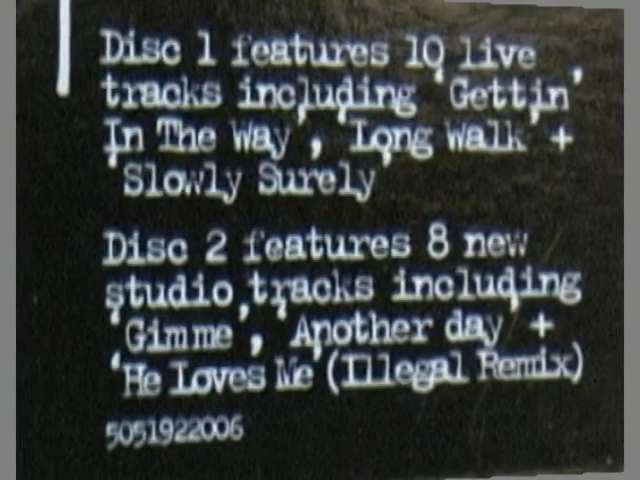 Disc 1 features 10 live
tracks including 'Gettin'
In The Way', 'Long Walk' +
'Slowly Surely'
Disc 2 features 8 new
studio tracks including
'Gimme', 'Another day' +
'He Loves Me' (Illegal Remix)
5051922006